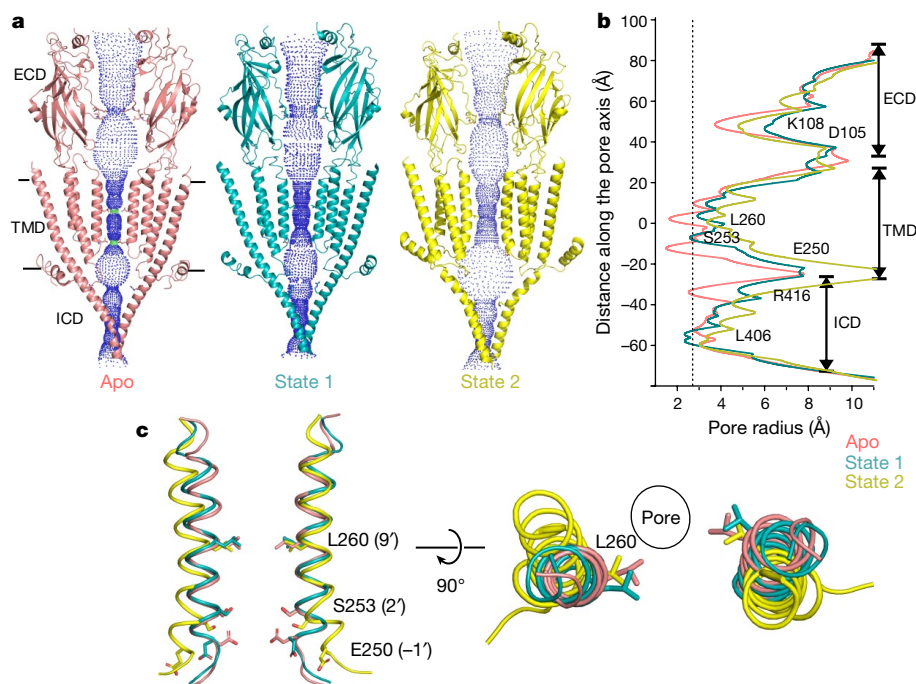 a
ECD
TMD
ICD
Apo
State 1
State 2
b
Distance along the pore axis (Å)
100
80
60
40
20
0
−20
−40
−60
K108
D105
L260
S253
E250
R416
L406
ECD
TMD
ICD
2 4 6 8 10
Pore radius (Å)
Apo
State 1
State 2
c
L260 (9′)
S253 (2′)
E250 (−1′)
90°
L260
Pore